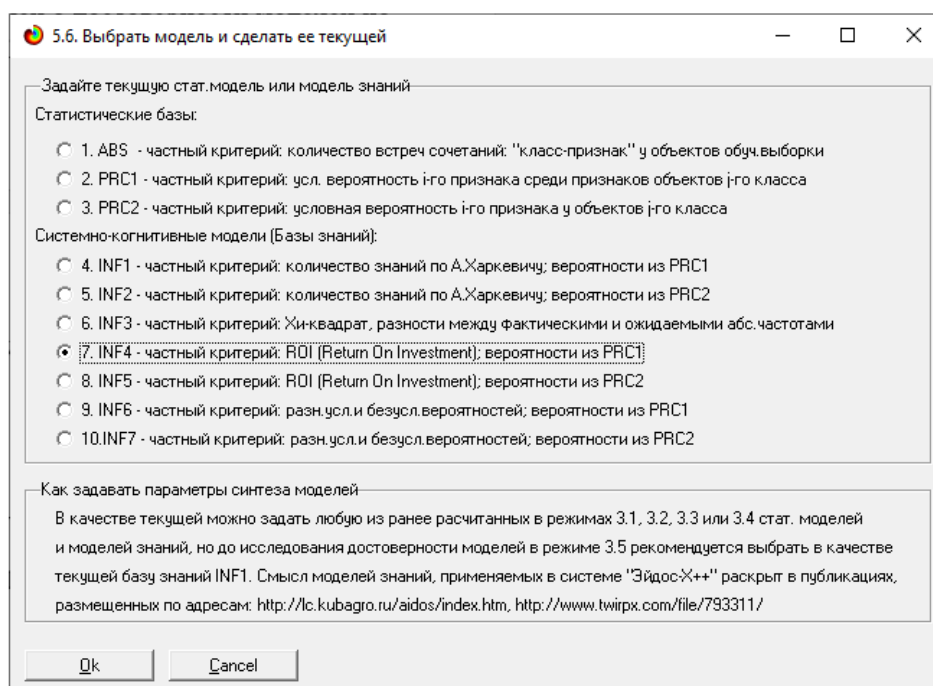 5.6. Выбрать модель и сделать ее текущей
Задайте текущую стат.модель или модель знаний
Статистические базы:
1. ABS - частный критерий: количество встреч сочетаний: "класс-признак" у объектов обуч.выборки
2. PRC1 - частный критерий: усл. вероятность i-го признака среди признаков объектов j-го класса
3. PRC2 - частный критерий: условная вероятность i-го признака у объектов j-го класса
Системно-когнитивные модели (Базы знаний):
4. INF1 - частный критерий: количество знаний по А.Харкевичу; вероятности из PRC1
5. INF2 - частный критерий: количество знаний по А.Харкевичу; вероятности из PRC2
6. INF3 - частный критерий: Хи-квадрат, разности между фактическими и ожидаемыми абс.частотами
7. INF4 - частный критерий: ROI (Return On Investment); вероятности из PRC1
8. INF5 - частный критерий: ROI (Return On Investment); вероятности из PRC2
9. INF6 - частный критерий: разн.усл.и безусл.вероятностей; вероятности из PRC1
10.INF7 - частный критерий: разн.усл.и безусл.вероятностей; вероятности из PRC2
Как задавать параметры синтеза моделей
В качестве текущей можно задать любую из ранее расчитанных в режимах 3.1, 3.2, 3.3 или 3.4 стат. моделей
и моделей знаний, но до исследования достоверности моделей в режиме 3.5 рекомендуется выбрать в качестве
текущей базу знаний INF1. Смысл моделей знаний, применяемых в системе "Эйдос-X++" раскрыт в публикациях,
размещенных по адресам: http://lc.kubagro.ru/aidos/index.htm, http://www.twirpx.com/file/793311/
Ok Cancel